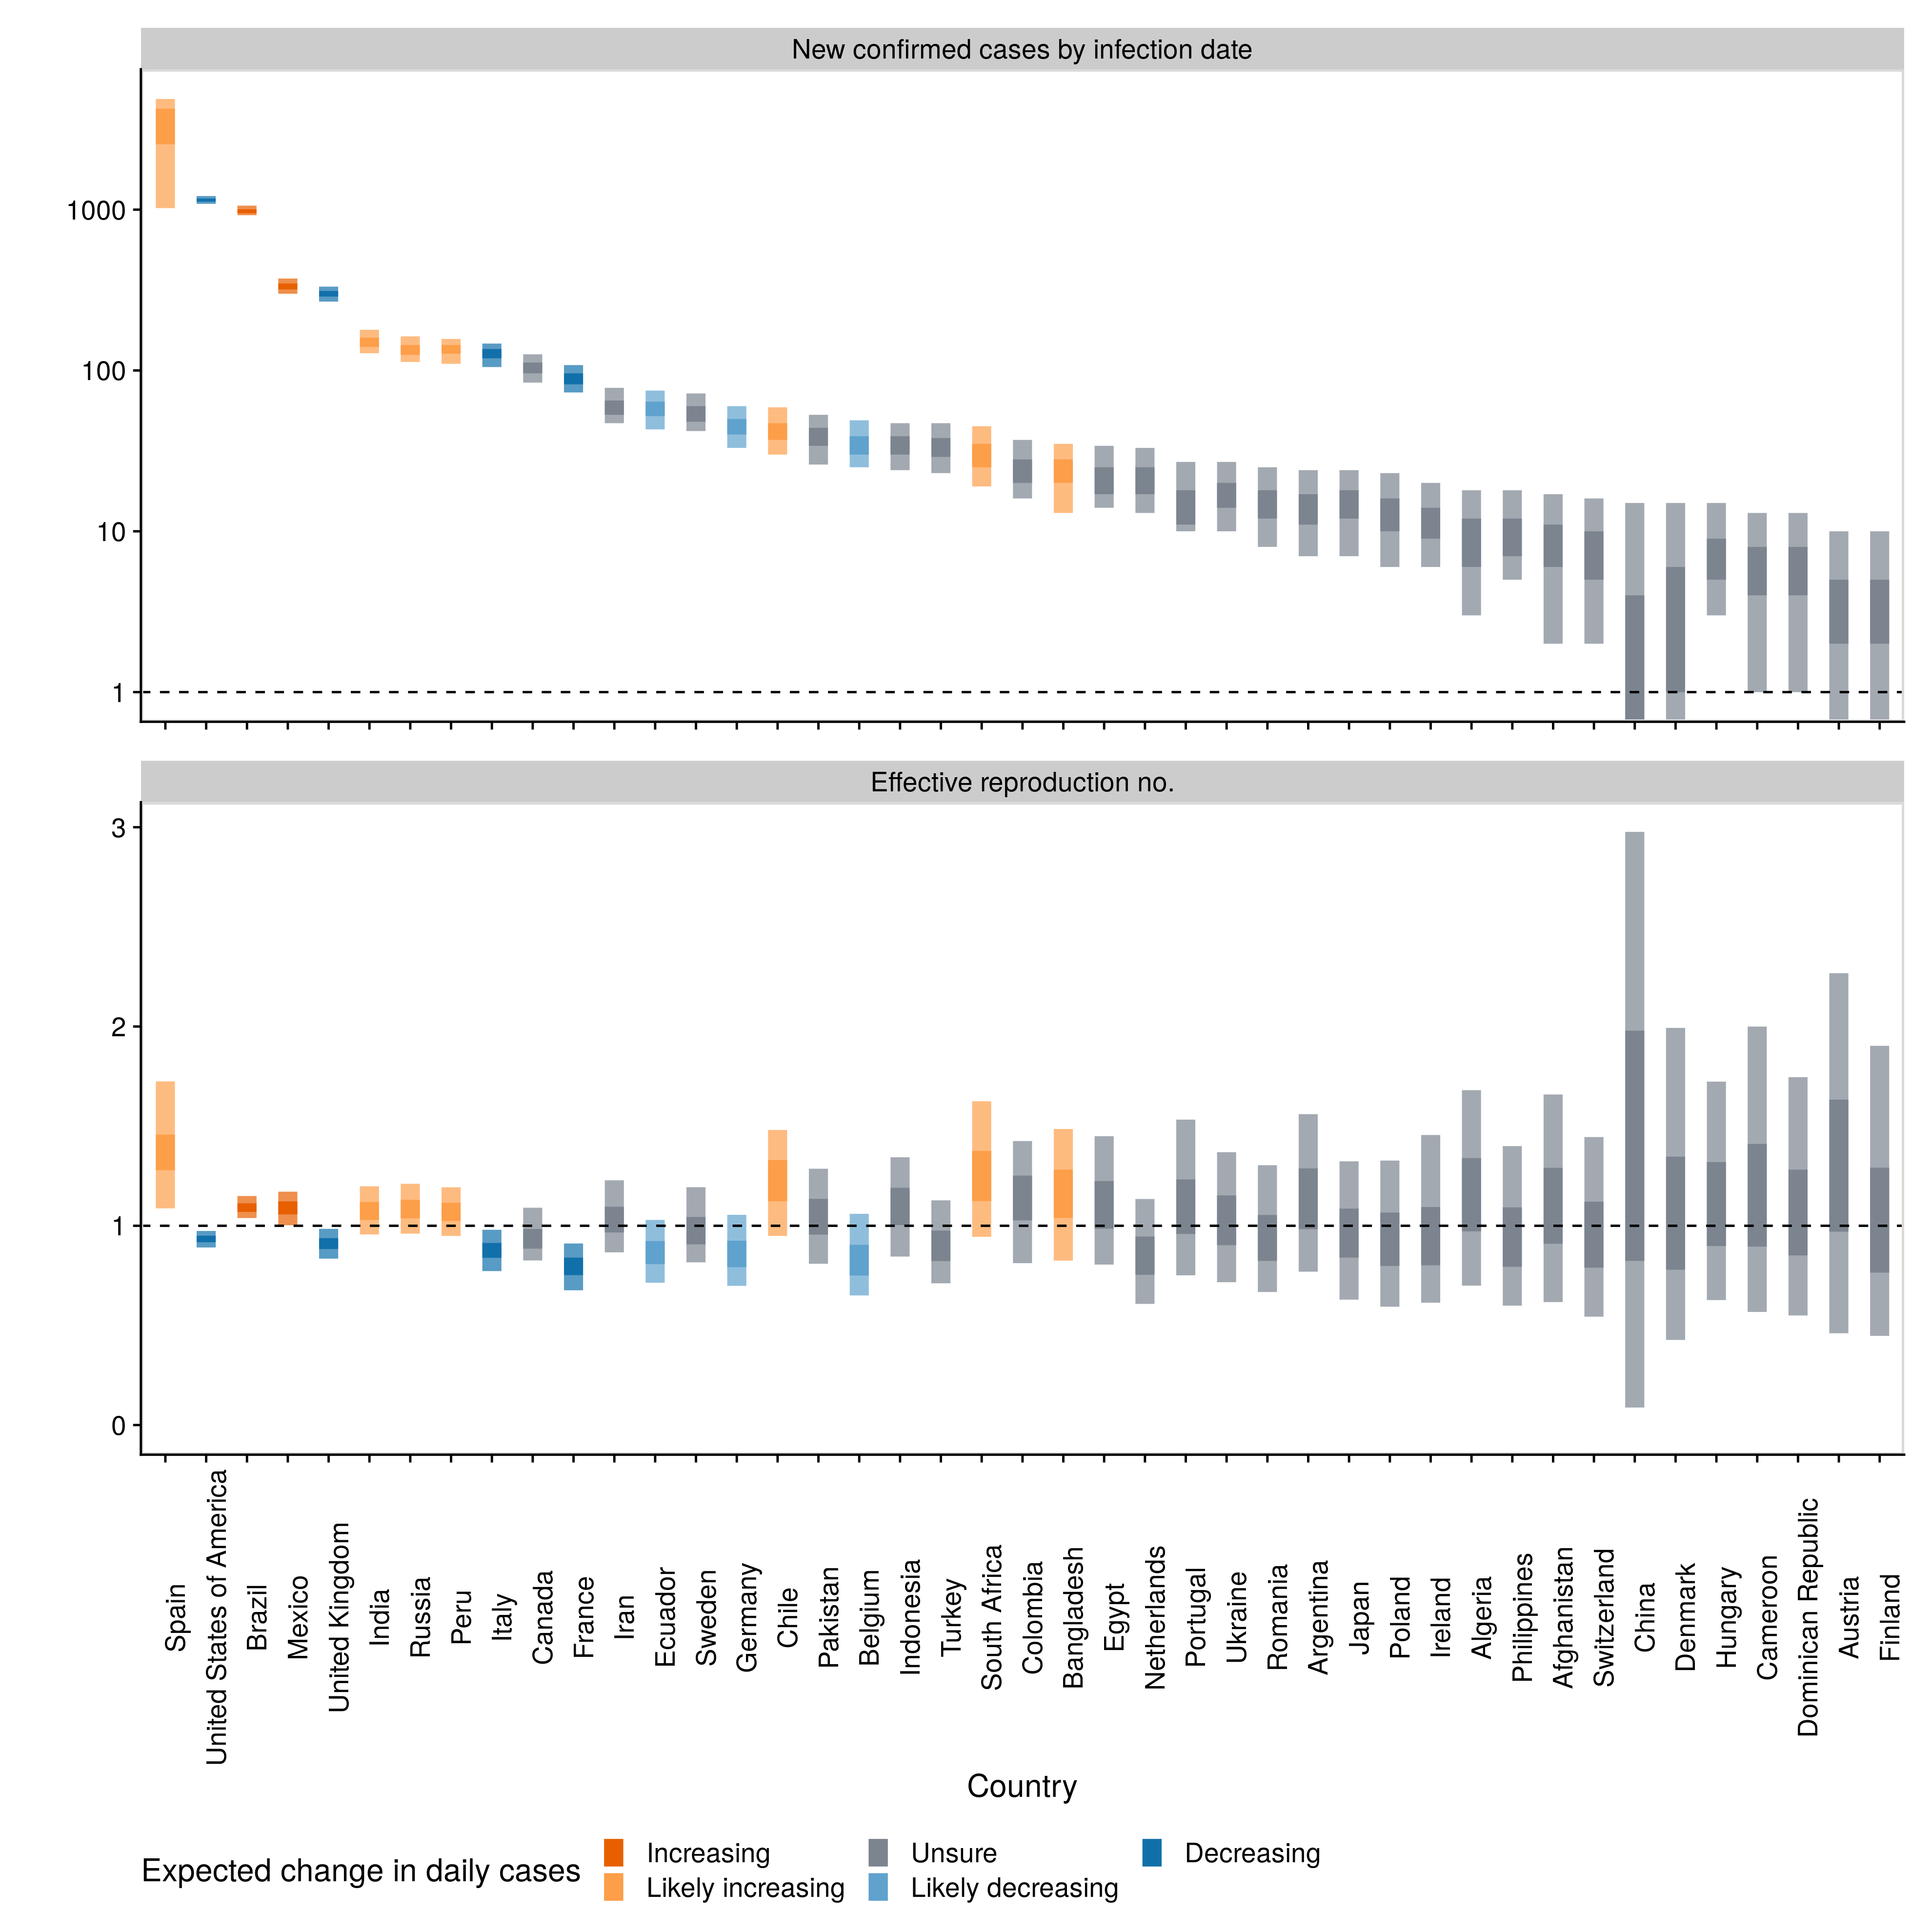 New confirmed cases by infection date
1000
100
10
1
Effective reproduction no.
3
2
1
0
Spain
United States of America
Brazil
Mexico
United Kingdom
India
Russia
Peru
Italy
Canada
France
Iran
Ecuador
Sweden
Germany
Chile
Pakistan
Belgium
Indonesia
Turkey
South Africa
Colombia
Bangladesh
Egypt
Netherlands
Portugal
Ukraine
Romania
Argentina
Japan
Poland
Ireland
Algeria
Philippines
Afghanistan
Switzerland
China
Denmark
Hungary
Cameroon
Dominican Republic
Austria
Finland
Country
Expected change in daily cases
Increasing
Likely increasing
Unsure
Likely decreasing
Decreasing